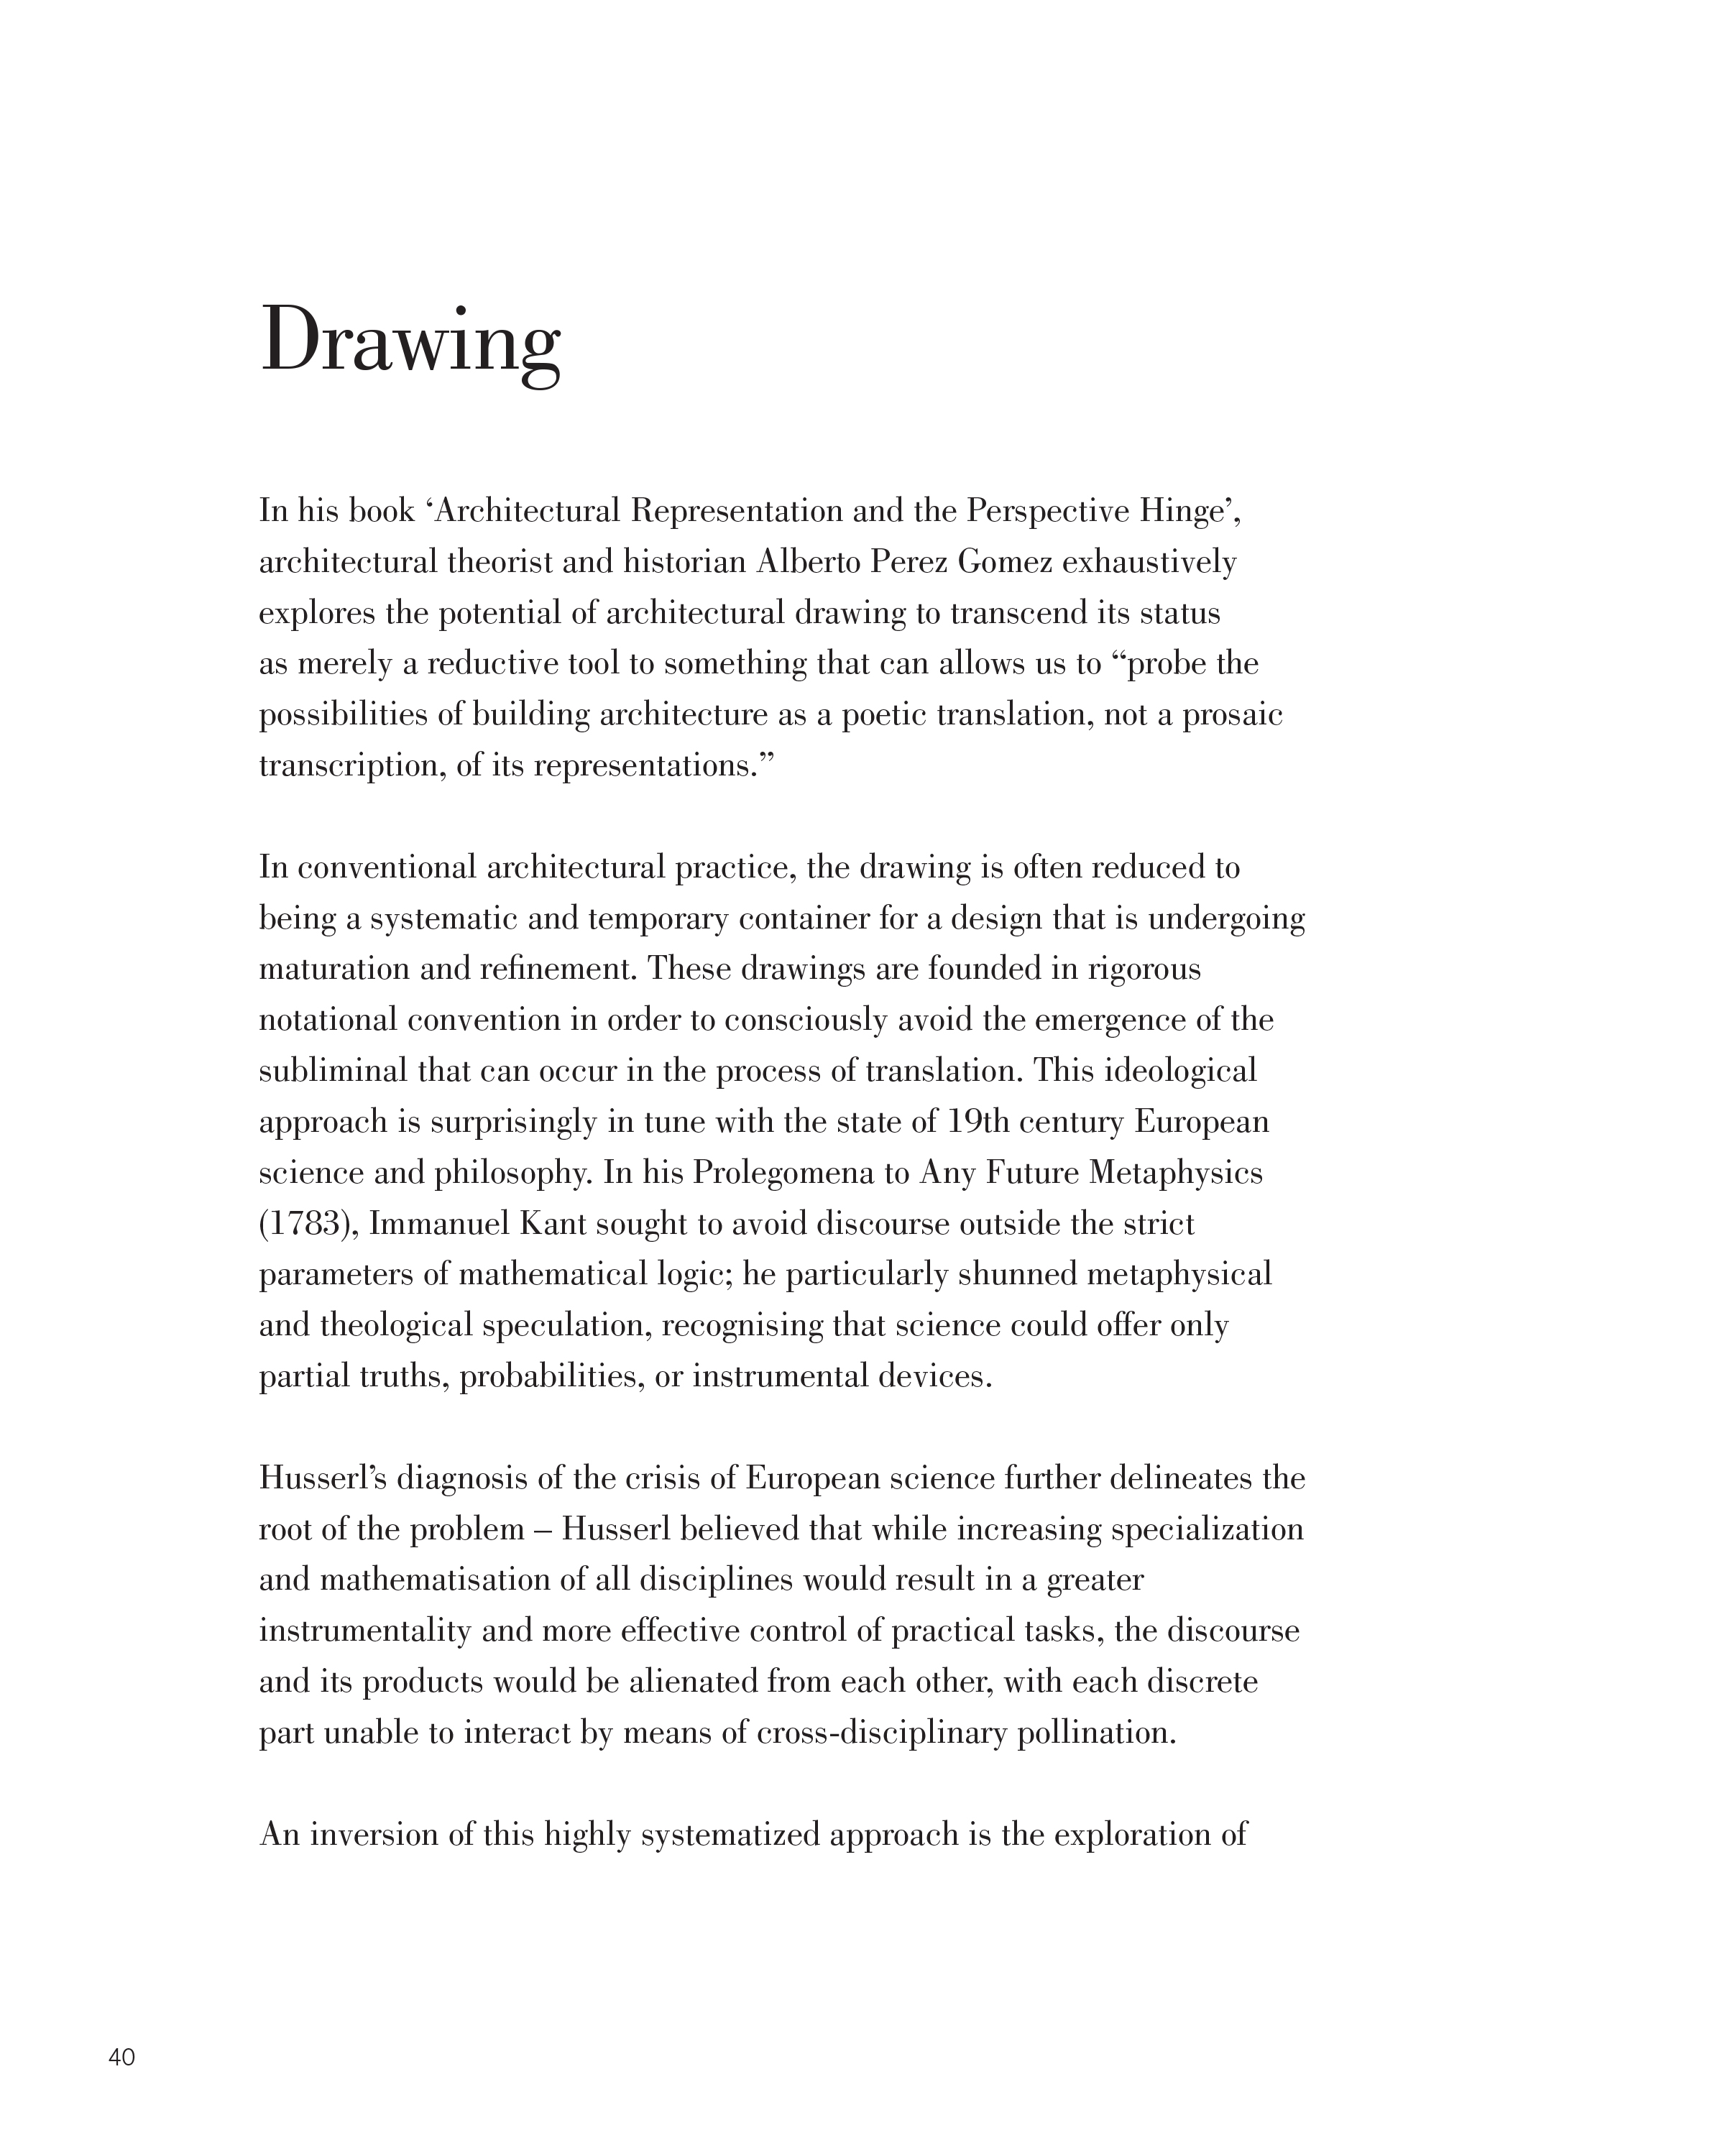 Drawing
In his book ‘Architectural Representation and the Perspective Hinge’,
architectural theorist and historian Alberto Perez Gomez exhaustively
explores the potential of architectural drawing to transcend its status
as merely a reductive tool to something that can allows us to “probe the
possibilities of building architecture as a poetic translation, not a prosaic
transcription, of its representations.”
In conventional architectural practice, the drawing is often reduced to
being a systematic and temporary container for a design that is undergoing
maturation and refinement. These drawings are founded in rigorous
notational convention in order to consciously avoid the emergence of the
subliminal that can occur in the process of translation. This ideological
approach is surprisingly in tune with the state of 19th century European
science and philosophy. In his Prolegomena to Any Future Metaphysics
(1783), Immanuel Kant sought to avoid discourse outside the strict
parameters of mathematical logic; he particularly shunned metaphysical
and theological speculation, recognising that science could offer only
partial truths, probabilities, or instrumental devices.
Husserl’s diagnosis of the crisis of European science further delineates the
root of the problem – Husserl believed that while increasing specialization
and mathematisation of all disciplines would result in a greater
instrumentality and more effective control of practical tasks, the discourse
and its products would be alienated from each other, with each discrete
part unable to interact by means of cross-disciplinary pollination.
An inversion of this highly systematized approach is the exploration of
40